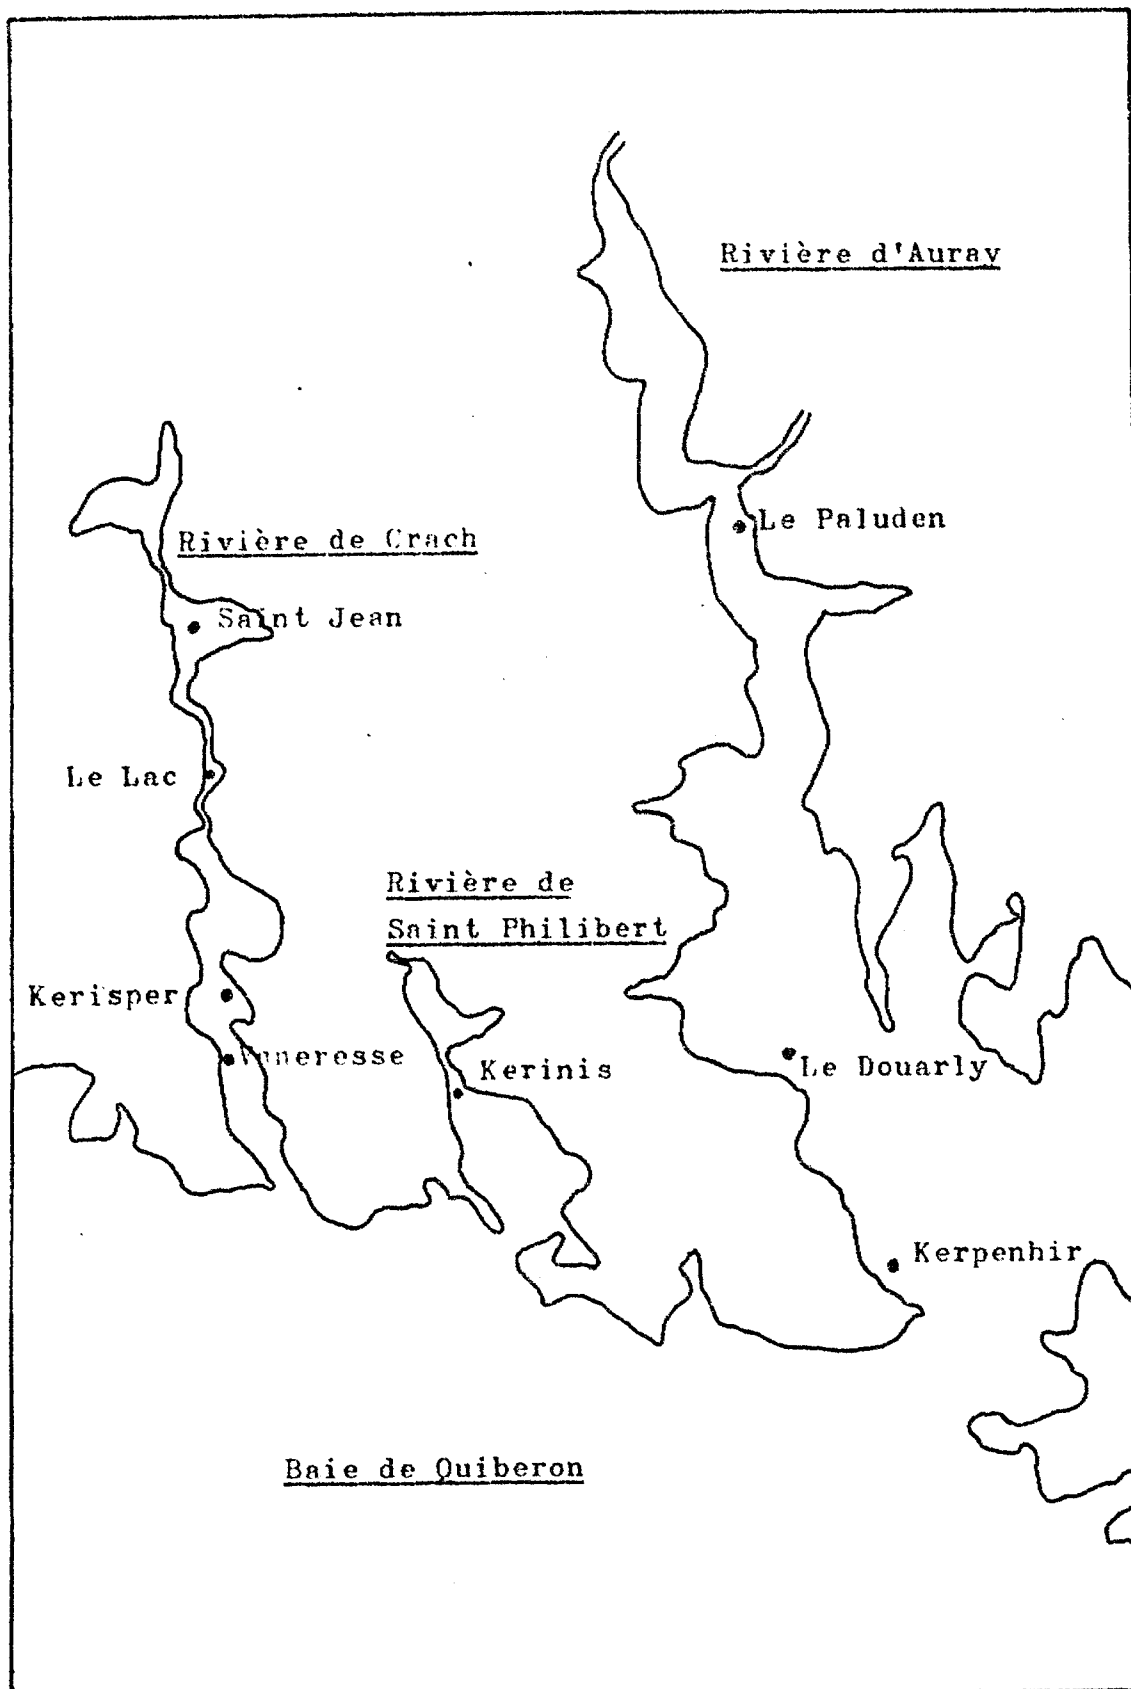 Rivière d'Auray
Le Paluden
Rivière de Crach
Saint Jean
Le Lac
Rivière de
Saint Philibert
Kerisper
Kerinis
Le Douarly
Kerpenhir
Baie de Quiberon